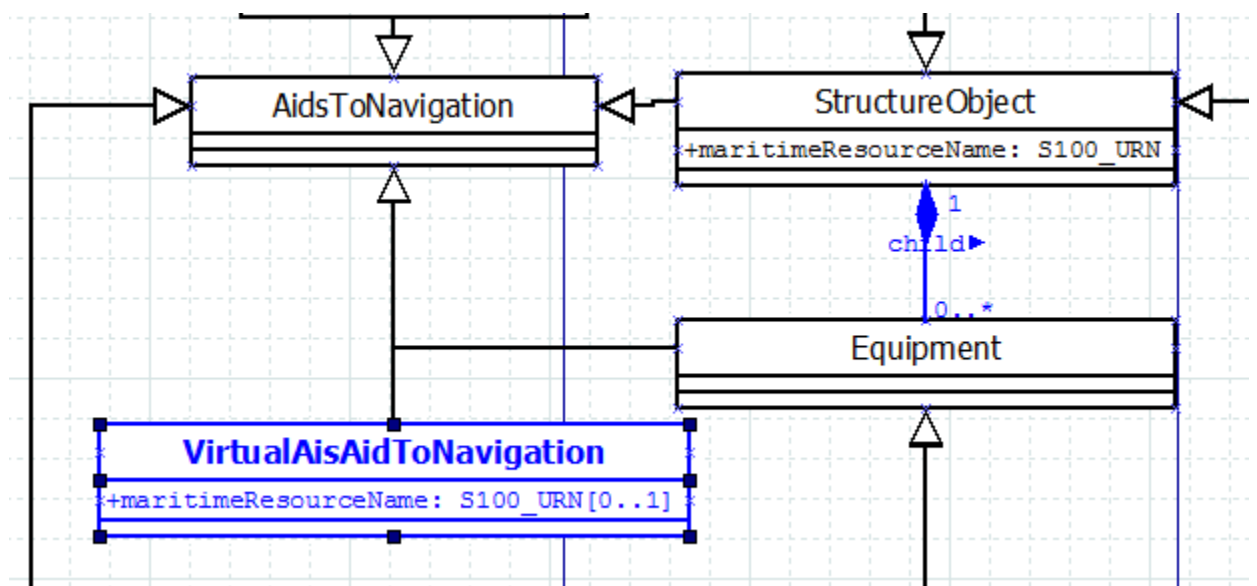 AidsToNavigation
StructureObject
+maritimeResourceName: S100_URN
1
child▶
0..*
Equipment
VirtualAisAidToNavigation
+maritimeResourceName: S100_URN[0..1]